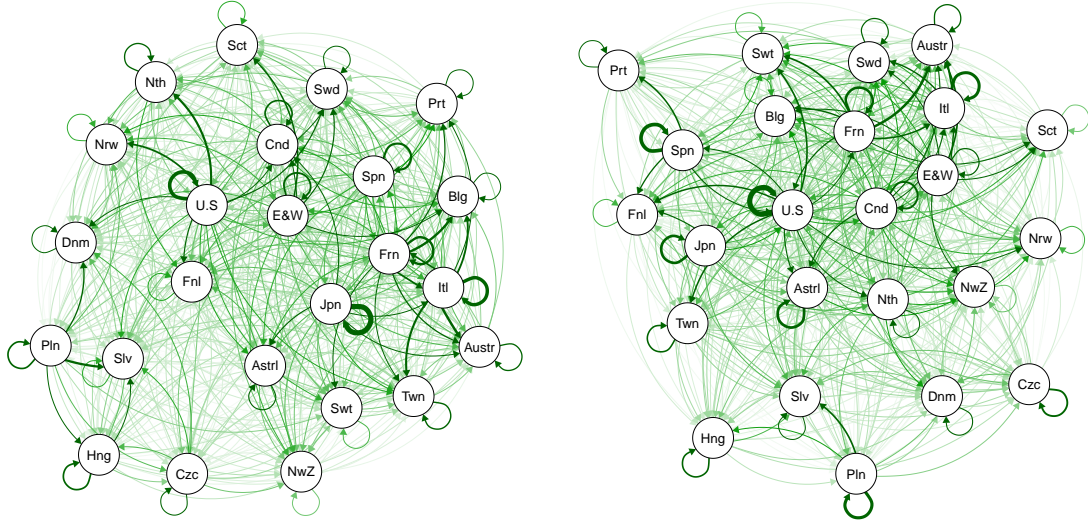 Sct
Nth
Swd
Prt
Nrw
Cnd
Spn
Blg
U.S
E&W
Dnm
Frn
Fnl
Itl
Jpn
Pln
Slv
Astrl
Austr
Swt
Twn
Hng
Czc
NwZ
Prt
Swt
Swd
Austr
Blg
Frn
Itl
Sct
Spn
E&W
Fnl
U.S
Cnd
Jpn
Nrw
Astrl
Nth
NwZ
Twn
Slv
Dnm
Czc
Hng
Pln